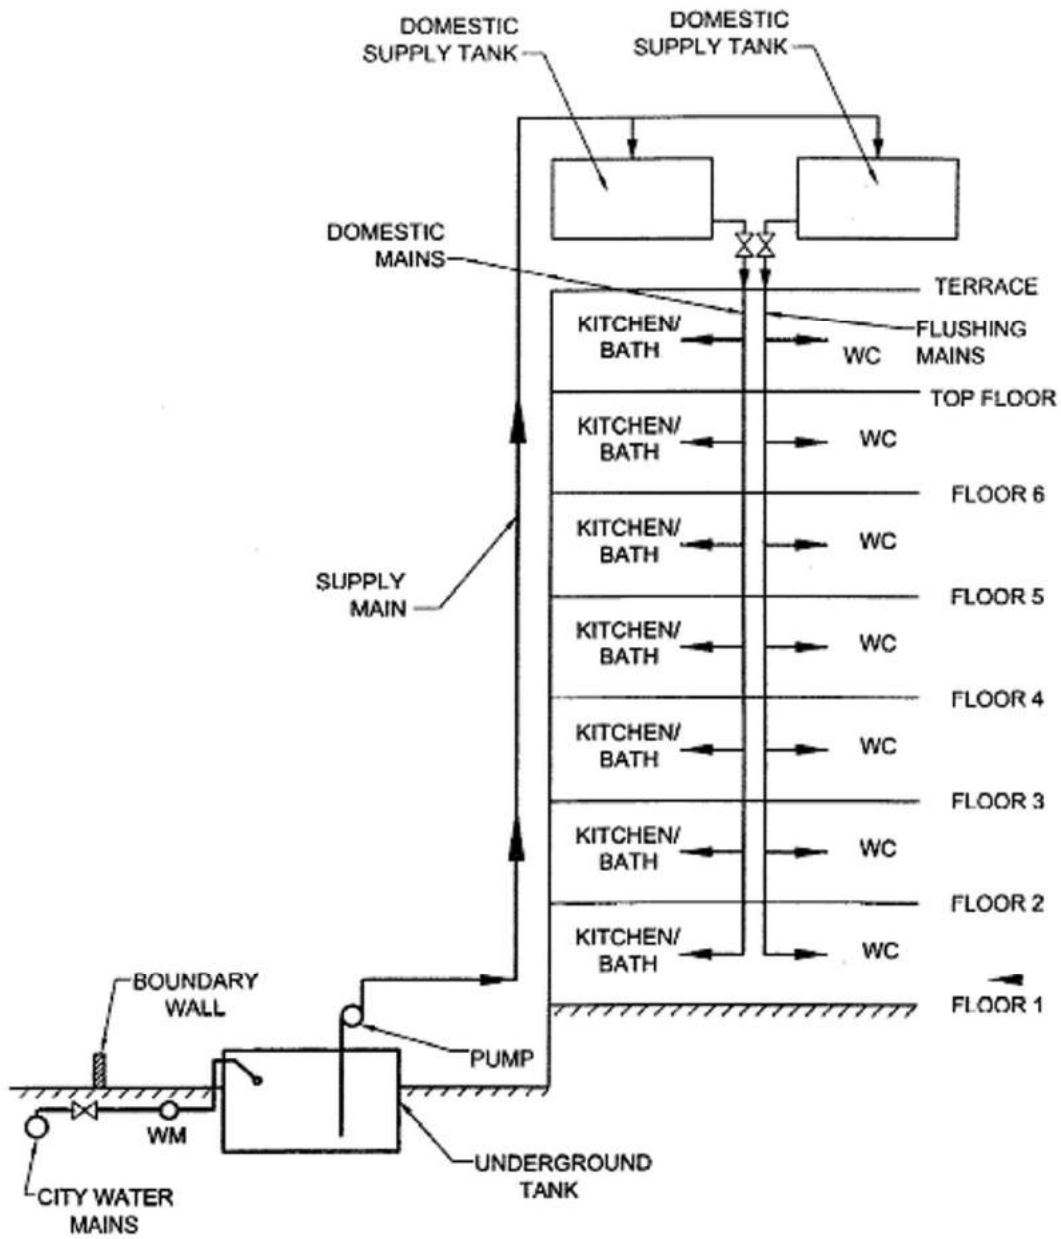 DOMESTIC
SUPPLY TANK
DOMESTIC
SUPPLY TANK
DOMESTIC
MAINS
TERRACE
KITCHEN/
BATH
FLUSHING
MAINS
WC
TOP FLOOR
KITCHEN/
BATH
WC
FLOOR 6
KITCHEN/
BATH
WC
SUPPLY
MAIN
FLOOR 5
KITCHEN/
BATH
WC
FLOOR 4
KITCHEN/
BATH
WC
FLOOR 3
KITCHEN/
BATH
WC
FLOOR 2
KITCHEN/
BATH
WC
FLOOR 1
BOUNDARY
WALL
PUMP
WM
UNDERGROUND
TANK
CITY WATER
MAINS